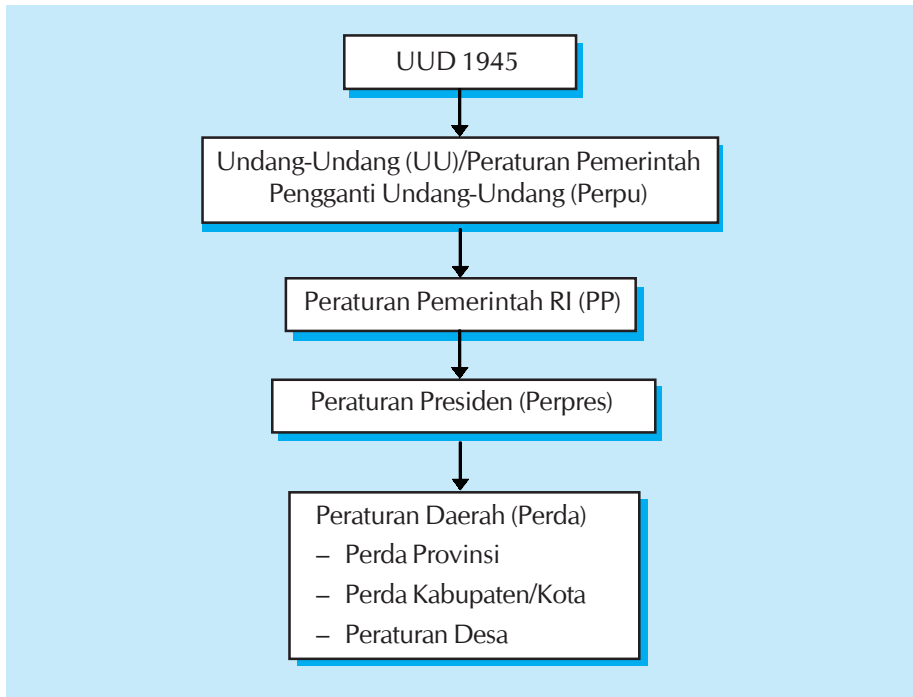 UUD 1945
Undang-Undang (UU)/Peraturan Pemerintah
Pengganti Undang-Undang (Perpu)
Peraturan Pemerintah RI (PP)
Peraturan Presiden (Perpres)
Peraturan Daerah (Perda)
– Perda Provinsi
– Perda Kabupaten/Kota
– Peraturan Desa